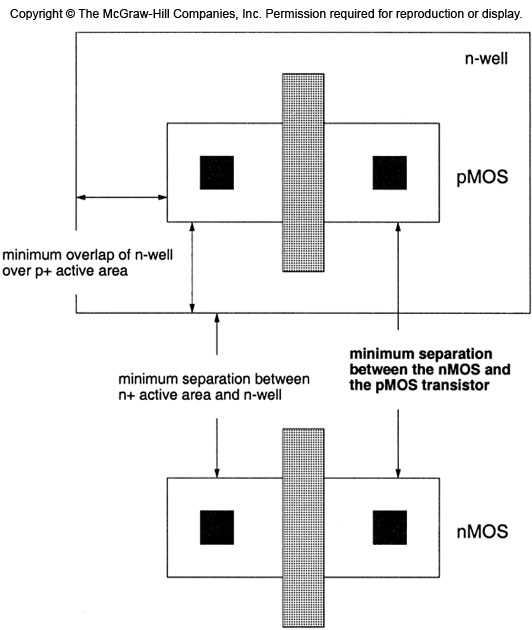 Copyright © The McGraw-Hill Companies, Inc. Permission required for reproduction or display.
n-well
pMOS
minimum overlap of n-well
over p+ active area
minimum separation between
n+ active area and n-well
minimum separation
between the nMOS and
the pMOS transistor
nMOS